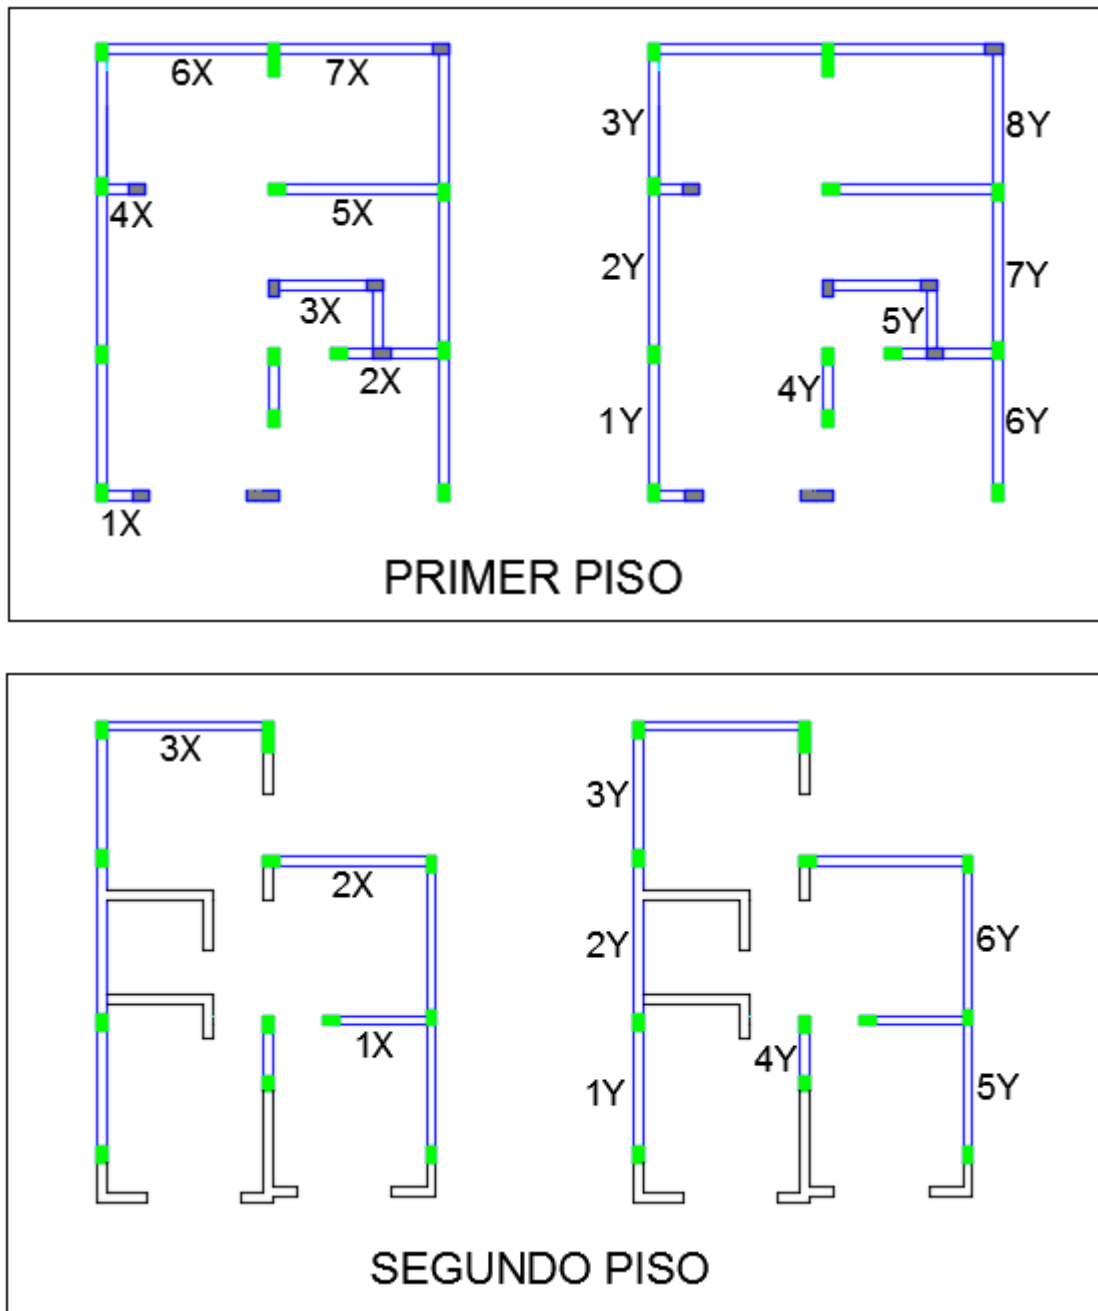 6X 7X
3Y 8Y
4X 5X
2Y 7Y
3X 5Y
2X 4Y
1Y 6Y
1X
PRIMER PISO
3X
3Y
2X
2Y 6Y
1X 4Y
1Y 5Y
SEGUNDO PISO